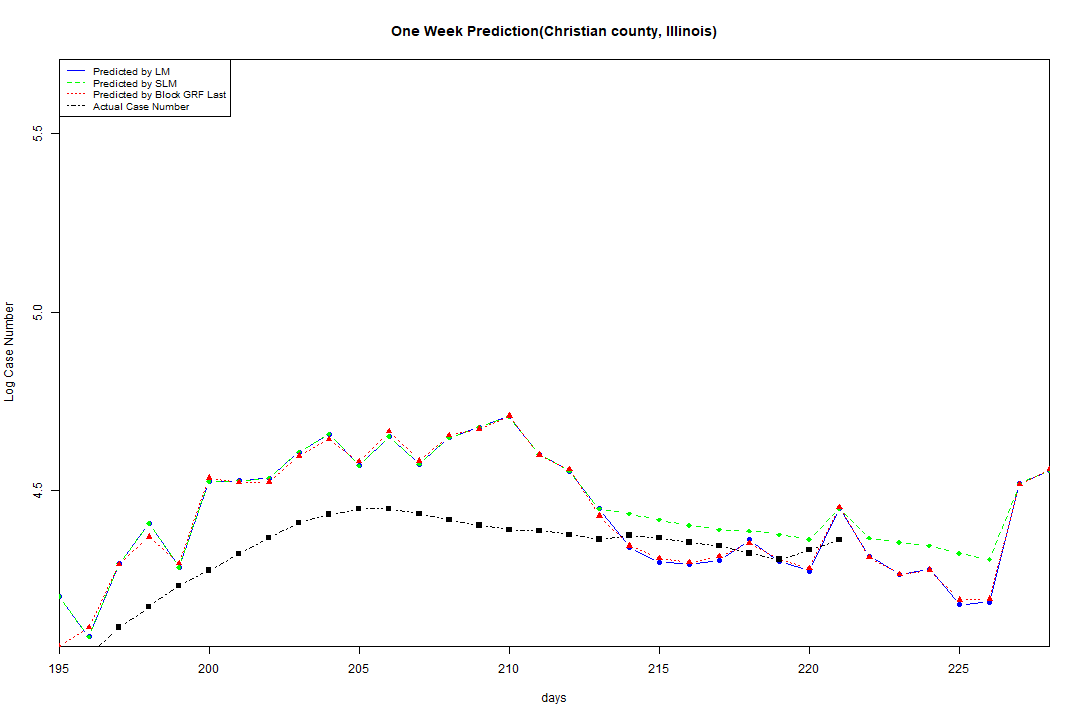 One Week Prediction(Christian county, Illinois)
Predicted by LM
Predicted by SLM
Predicted by Block GRF Last
Actual Case Number
5.5
5.0
4.5
Log Case Number
195 200 205 210 215 220 225
days